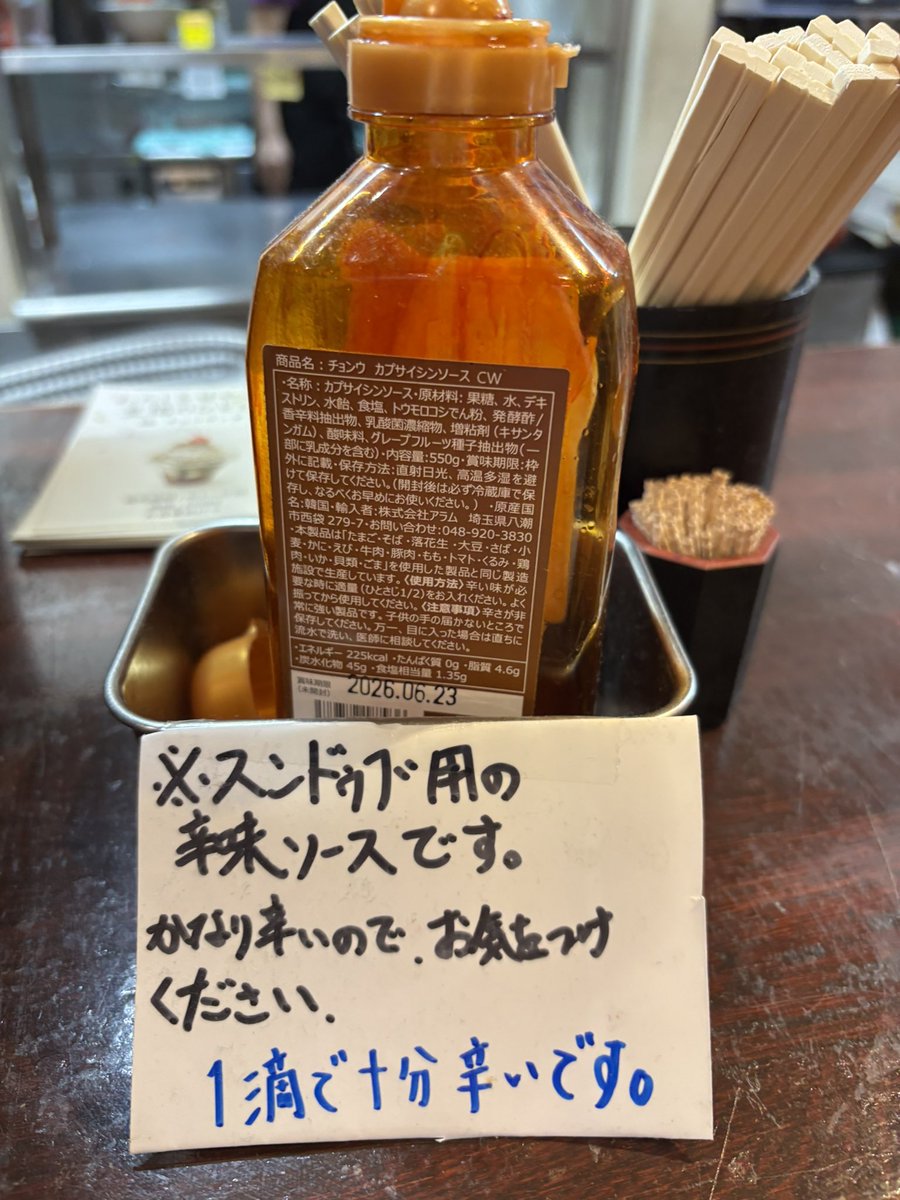 商品名：チョンウ カプサイシンソース CW
・名称：カプサイシンソース・原材料：果糖、水、デキ
ストリン、水飴、食塩、トウモロコシでん粉、発酵酢/
香辛料抽出物、乳酸菌濃縮物、増粘剤（キサンタ
ンガム）、酸味料、グレープフルーツ種子抽出物（一
部に乳成分を含む）・内容量:550g・賞味期限:枠
外に記載・保存方法:直射日光、高温多湿を避
けて保存してください。（開封後は必ず冷蔵庫で保
存し、なるべくお早めにお使いください。）・原産国
名:韓国・輸入者:株式会社アラム 埼玉県八潮
市西袋 279-7・お問い合わせ:048-920-3830
・本製品は「たまご・そば・落花生・大豆・さば・小
麦・かに・えび・牛肉・豚肉・もも・トマト・くるみ・鶏
肉・いか・貝類・ごま」を使用した製品と同じ製造
施設で生産しています。〈使用方法〉辛い味が必
要な時に適量（ひとさじ1/2）をお入れください。よく
振ってから使用してください。〈注意事項〉辛さが非
常に強い製品です。子供の手の届かないところで
保存してください。万一、目に入った場合は直ちに
流水で洗い、医師に相談してください。
・エネルギー 225kcal・たんぱく質 0g・脂質 4.6g
・炭水化物 45g・食塩相当量 1.35g
賞味期限
(未開封)
2026.06.23
※スンドゥブ用の
辛味ソースです。
かなり辛いので、お気をつけ
ください。
1滴で十分辛いです。